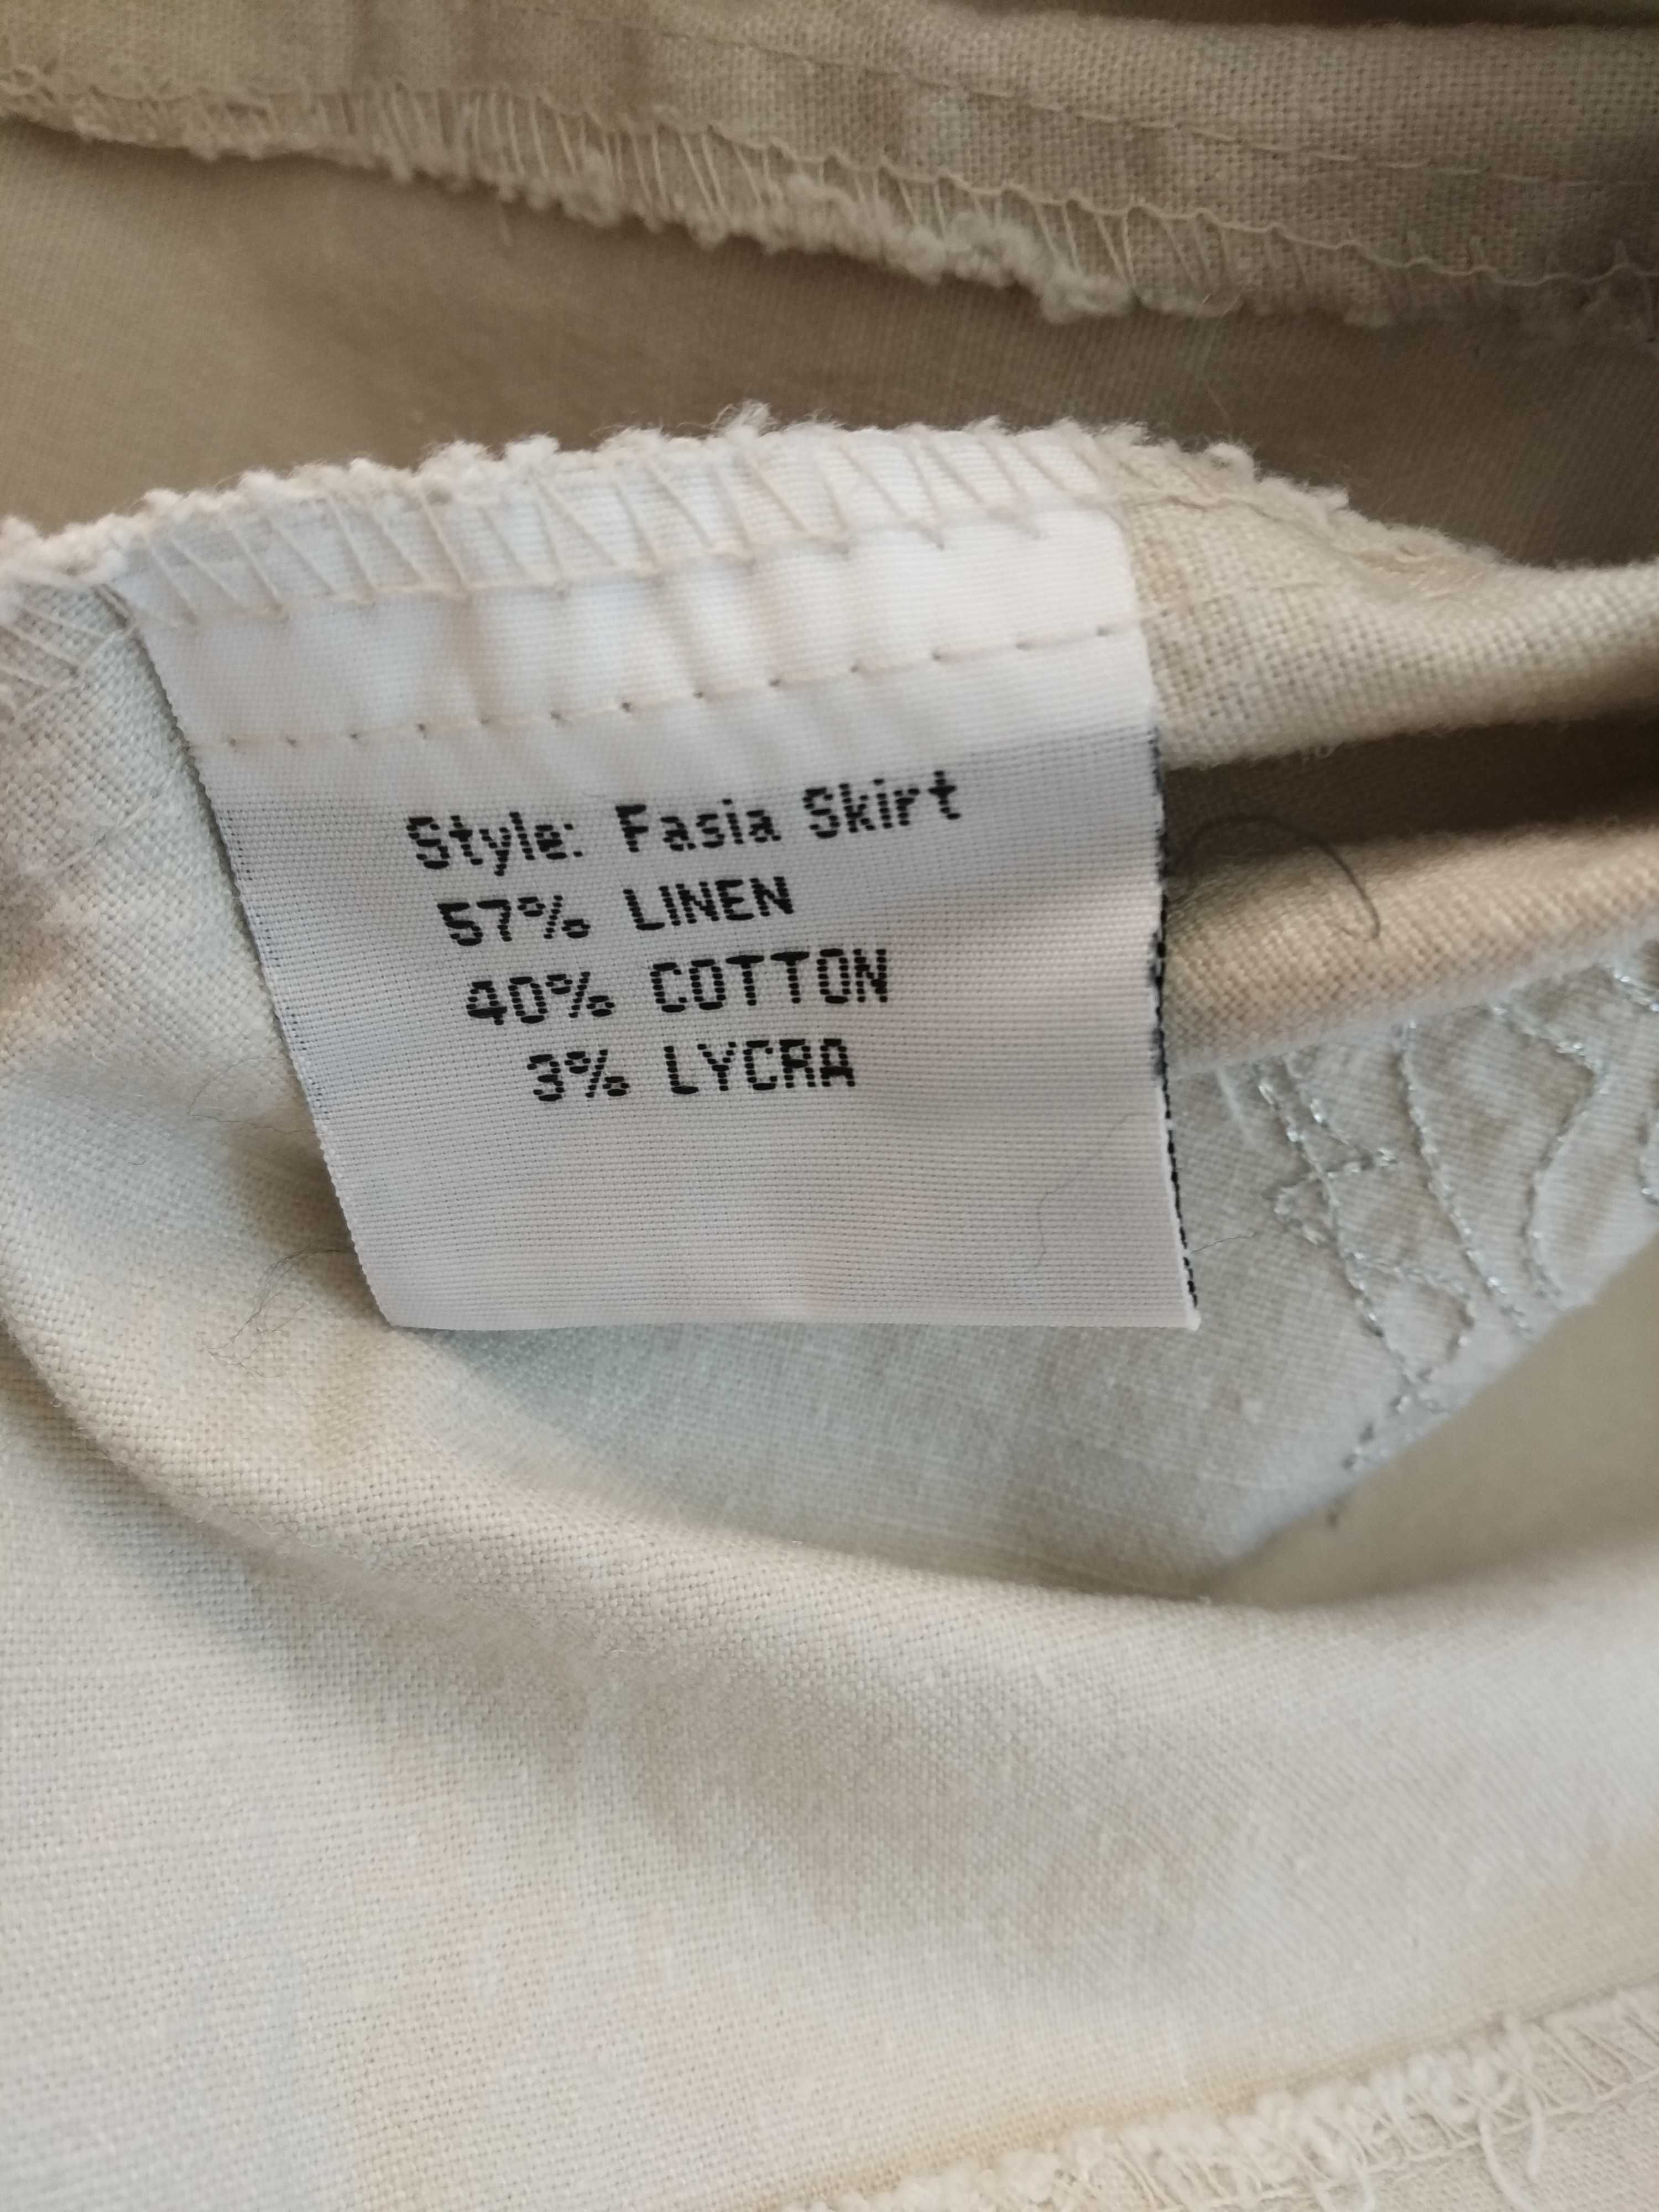 Style: Fasia Skirt
57% LINEN
40% COTTON
3% LYCRA